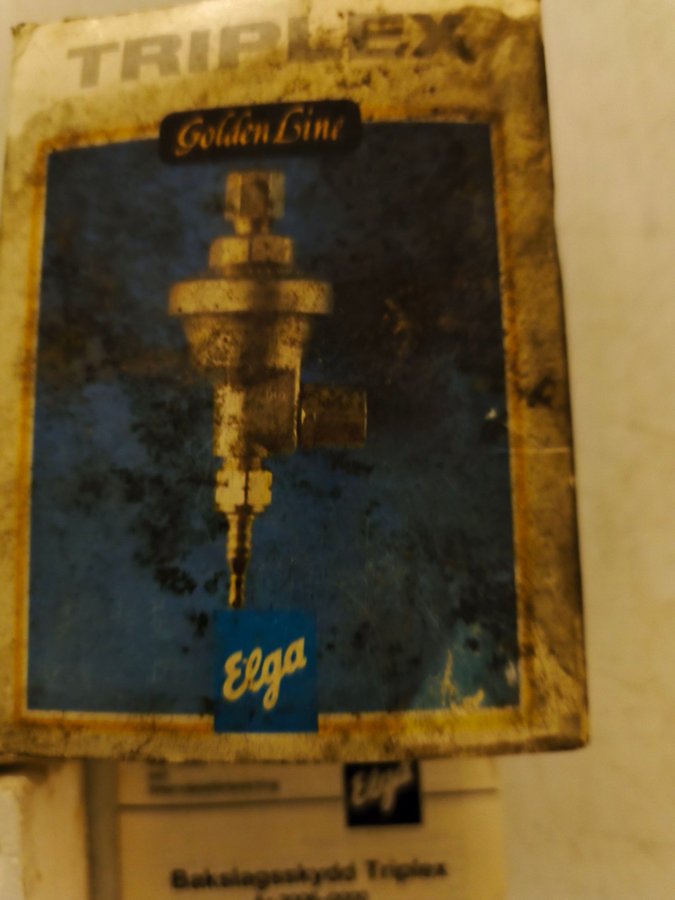 TRIPLEX
Golden Line
Elga
Elga
Bakslagsskydd Triplex